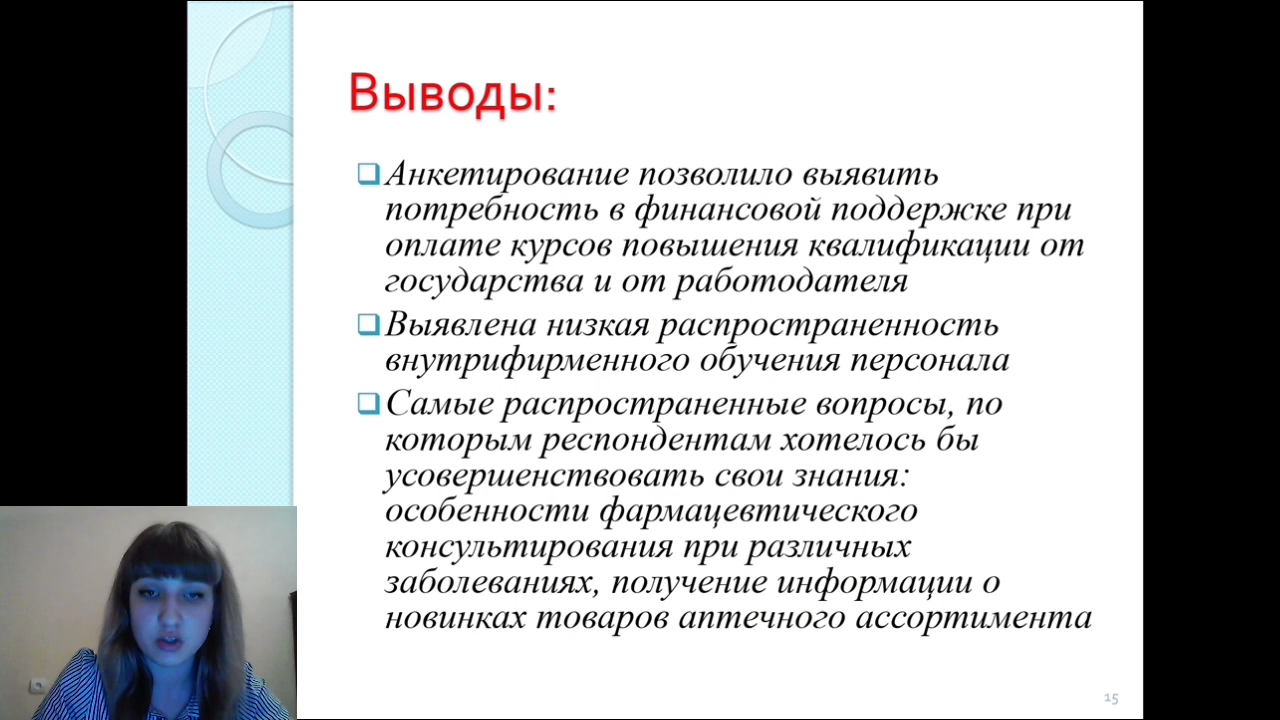 Выводы:
Анкетирование позволило выявить
потребность в финансовой поддержке при
оплате курсов повышения квалификации от
государства и от работодателя
Выявлена низкая распространенность
внутрифирменного обучения персонала
Самые распространенные вопросы, по
которым респондентам хотелось бы
усовершенствовать свои знания:
особенности фармацевтического
консультирования при различных
заболеваниях, получение информации о
новинках товаров аптечного ассортимента
15